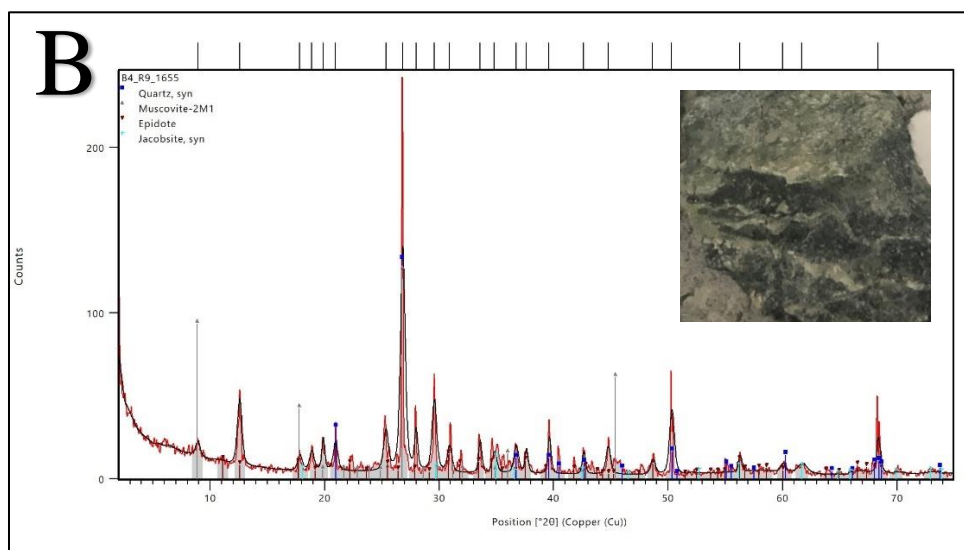 B
B4_R9_1655
Quartz, syn
Muscovite-2M1
Epidote
Jacobsite, syn
200
100
0
Counts
10 20 30 40 50 60 70
Position [°2θ] (Copper (Cu))